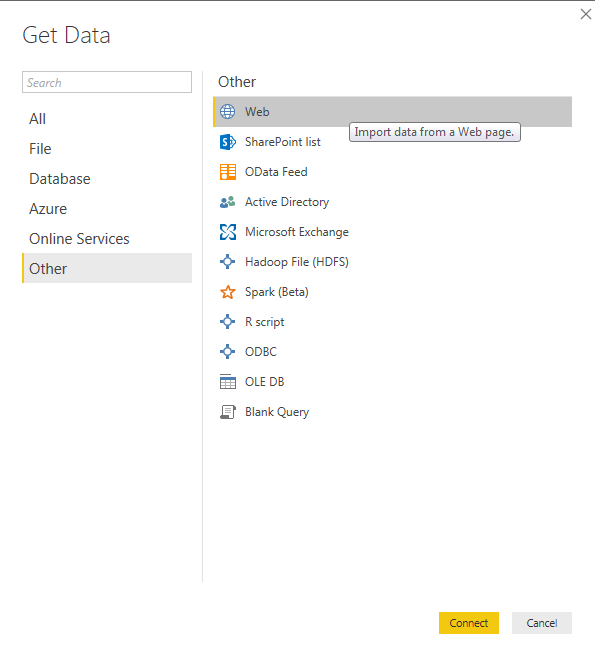 Get Data
Search
All
File
Database
Azure
Online Services
Other
Other
Web
Import data from a Web page.
SharePoint list
OData Feed
Active Directory
Microsoft Exchange
Hadoop File (HDFS)
Spark (Beta)
R script
ODBC
OLE DB
Blank Query
Connect
Cancel